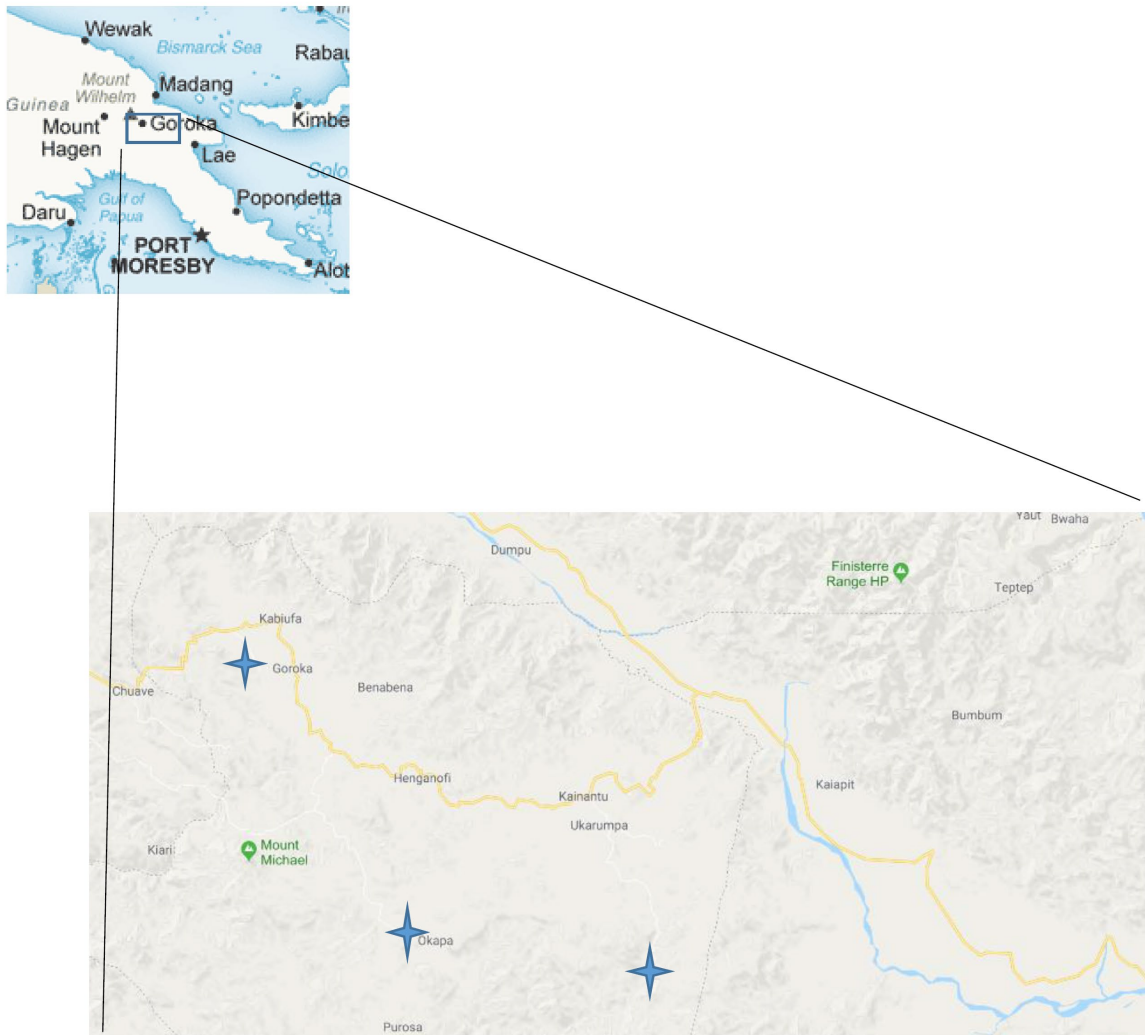 Wewak
Bismarck Sea
Rabau
Mount
Wilhelm
Madang
Guinea
Goroka
Kimbe
Mount
Hagen
Lae
Solo
Gulf of
Papua
Popondetta
Daru
PORT
MORESBY
Alot
G
Yaut
Bwaha
Dumpu
Finisterre
Range HP
Teptep
Kabiufa
Goroka
Chuave
Benabena
Bumbum
Henganofi
Kaiapit
Kainantu
Ukarumpa
Kiari
Mount
Michael
Okapa
Purosa